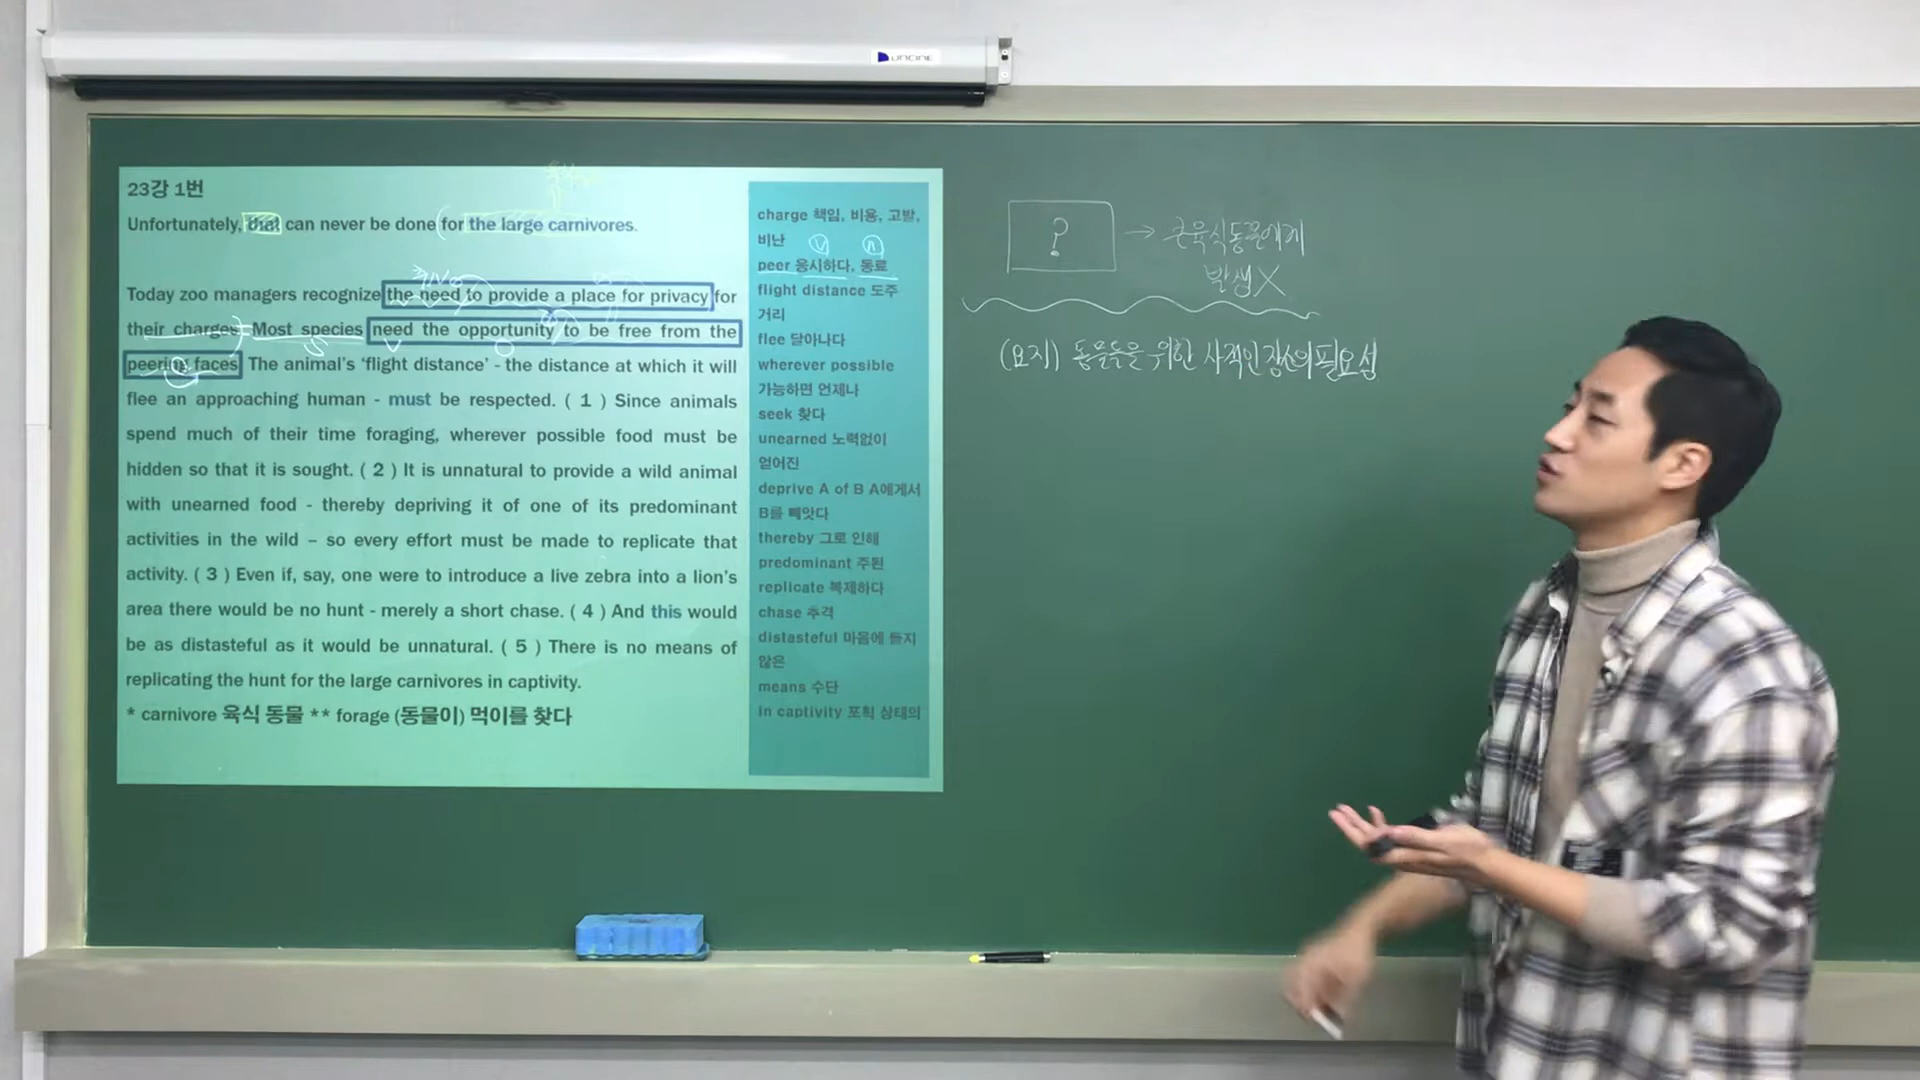 UNCINE
23강 1번
Unfortunately, that can never be done for the large carnivores.
Today zoo managers recognize the need to provide a place for privacy for
their charges. Most species need the opportunity to be free from the
peering faces. The animal's 'flight distance' - the distance at which it will
flee an approaching human - must be respected. ( 1 ) Since animals
spend much of their time foraging, wherever possible food must be
hidden so that it is sought. ( 2 ) It is unnatural to provide a wild animal
with unearned food - thereby depriving it of one of its predominant
activities in the wild – so every effort must be made to replicate that
activity. ( 3 ) Even if, say, one were to introduce a live zebra into a lion's
area there would be no hunt - merely a short chase. ( 4 ) And this would
be as distasteful as it would be unnatural. ( 5 ) There is no means of
replicating the hunt for the large carnivores in captivity.
* carnivore 육식 동물 ** forage (동물이) 먹이를 찾다
charge 책임, 비용, 고발,
비난
V n
peer 응시하다, 동료
flight distance 도주
거리
flee 달아나다
wherever possible
가능하면 언제나
seek 찾다
unearned 노력없이
얻어진
deprive A of B A에게서
B를 빼앗다
thereby 그로 인해
predominant 주된
replicate 복제하다
chase 추격
distasteful 마음에 들지
않은
means 수단
in captivity 포획 상태의
S V O
? → 큰육식동물에게
발생X
(요지) 동물들을 위한 사적인 장소의 필요성